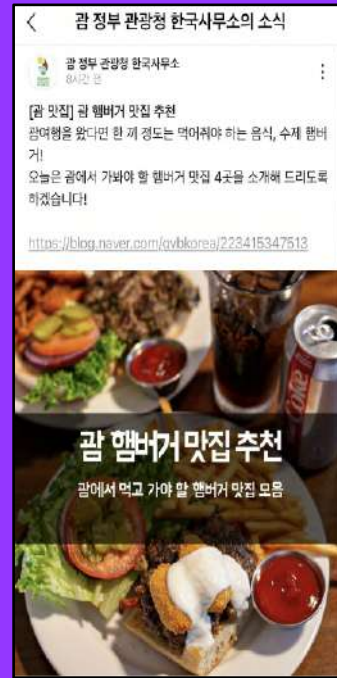 괌 정부 관광청 한국사무소의 소식
괌 정부 관광청 한국사무소
8시간 전
[괌 맛집] 괌 햄버거 맛집 추천
괌여행을 왔다면 한 끼 정도는 먹어줘야 하는 음식, 수제 햄버
거!
오늘은 괌에서 가봐야 할 햄버거 맛집 4곳을 소개해 드리도록
하겠습니다!
https://blog.naver.com/gvbkorea/223415347513
Coke
괌 햄버거 맛집 추천
괌에서 먹고 가야 할 햄버거 맛집 모음